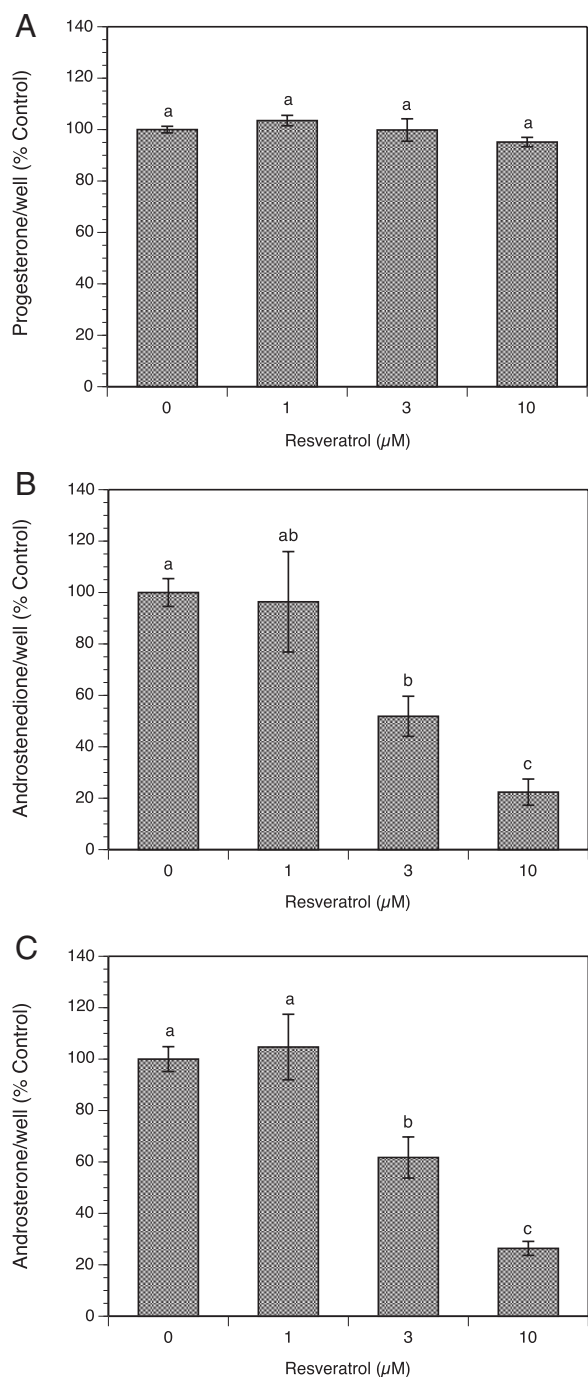 A
Progesterone/well (% Control)
140
120
100
80
60
40
20
0
a
a
a
a
0
1
3
10
Resveratrol (µM)
B
Androstenedione/well (% Control)
140
120
100
80
60
40
20
0
a
ab
b
c
0
1
3
10
Resveratrol (µM)
C
Androsterone/well (% Control)
140
120
100
80
60
40
20
0
a
a
b
c
0
1
3
10
Resveratrol (µM)